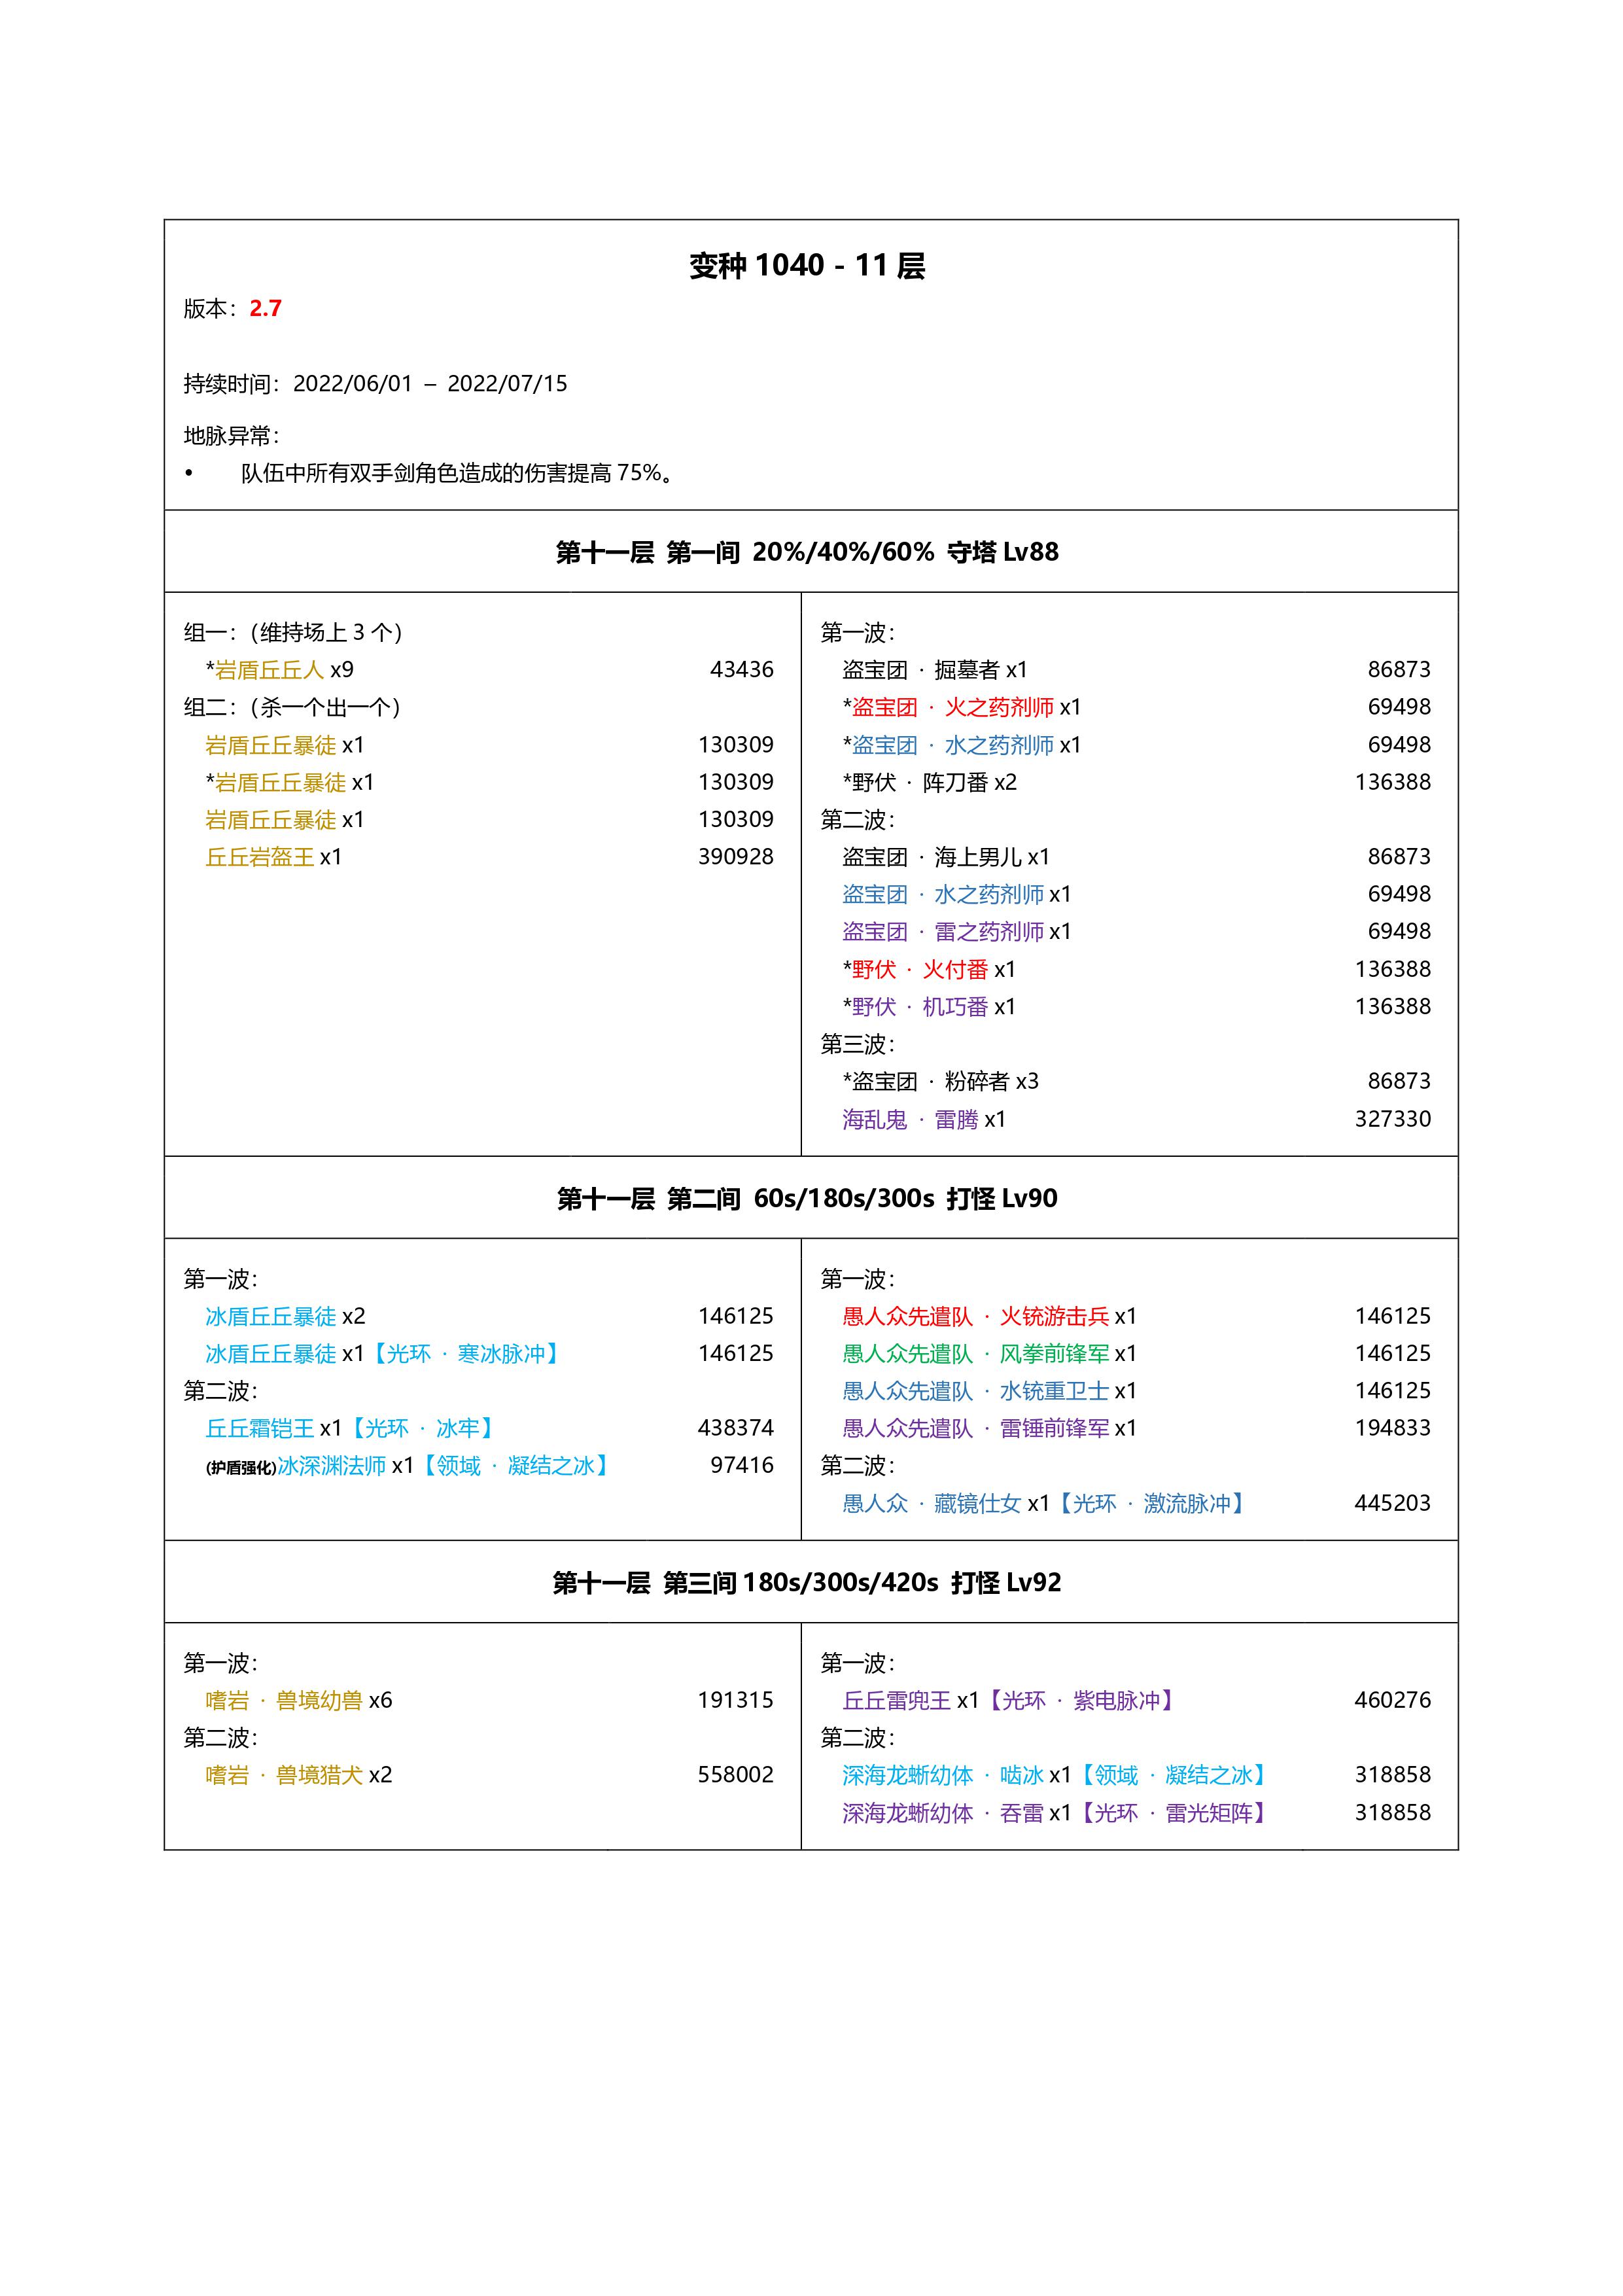 变种 1040 - 11 层
版本：2.7
持续时间：2022/06/01 – 2022/07/15
地脉异常：
• 队伍中所有双手剑角色造成的伤害提高 75%。
第十一层 第一间 20%/40%/60% 守塔 Lv88
组一：（维持场上 3 个）
*岩盾丘丘人 x9 43436
组二：（杀一个出一个）
岩盾丘丘暴徒 x1 130309
*岩盾丘丘暴徒 x1 130309
岩盾丘丘暴徒 x1 130309
丘丘岩盔王 x1 390928
第一波：
盗宝团 · 掘墓者 x1 86873
*盗宝团 · 火之药剂师 x1 69498
*盗宝团 · 水之药剂师 x1 69498
*野伏 · 阵刀番 x2 136388
第二波：
盗宝团 · 海上男儿 x1 86873
盗宝团 · 水之药剂师 x1 69498
盗宝团 · 雷之药剂师 x1 69498
*野伏 · 火付番 x1 136388
*野伏 · 机巧番 x1 136388
第三波：
*盗宝团 · 粉碎者 x3 86873
海乱鬼 · 雷腾 x1 327330
第十一层 第二间 60s/180s/300s 打怪 Lv90
第一波：
冰盾丘丘暴徒 x2 146125
冰盾丘丘暴徒 x1【光环 · 寒冰脉冲】 146125
第二波：
丘丘霜铠王 x1【光环 · 冰牢】 438374
(护盾强化)冰深渊法师 x1【领域 · 凝结之冰】 97416
第一波：
愚人众先遣队 · 火铳游击兵 x1 146125
愚人众先遣队 · 风拳前锋军 x1 146125
愚人众先遣队 · 水铳重卫士 x1 146125
愚人众先遣队 · 雷锤前锋军 x1 194833
第二波：
愚人众 · 藏镜仕女 x1【光环 · 激流脉冲】 445203
第十一层 第三间 180s/300s/420s 打怪 Lv92
第一波：
嗜岩 · 兽境幼兽 x6 191315
第二波：
嗜岩 · 兽境猎犬 x2 558002
第一波：
丘丘雷兜王 x1【光环 · 紫电脉冲】 460276
第二波：
深海龙蜥幼体 · 啮冰 x1【领域 · 凝结之冰】 318858
深海龙蜥幼体 · 吞雷 x1【光环 · 雷光矩阵】 318858